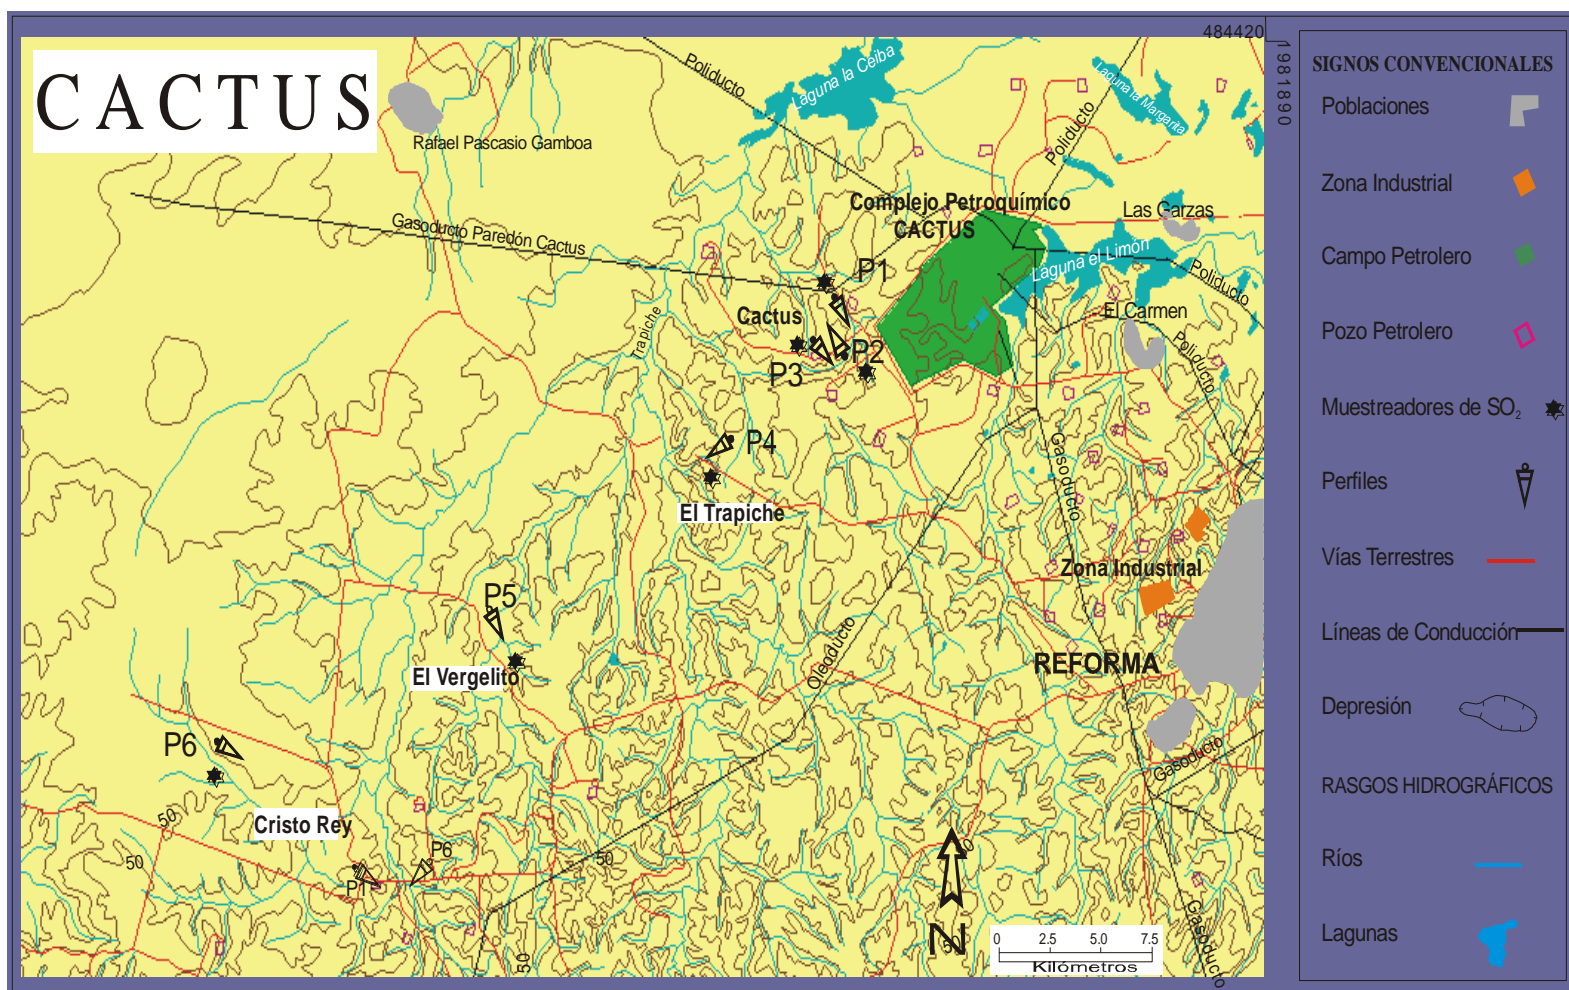 CACTUS
484420
1981890
Poliducto
Laguna la Ceiba
Laguna la Margarita
Poliducto
Rafael Pascasio Gamboa
Complejo Petroquímico
CACTUS
Las Garzas
Gasoducto Paredón Cactus
Laguna el Limón
Poliducto
P1
El Carmen
Cactus
Trapiche
P2
P3
Poliducto
P4
Gasoducto
El Trapiche
Zona Industrial
P5
Oleoducto
REFORMA
El Vergelito
P6
Gasoducto
50
Cristo Rey
50
P6
50
50
P1
N
50
50
Gasoducto
0 2.5 5.0 7.5
Kilómetros
SIGNOS CONVENCIONALES
Poblaciones
Zona Industrial
Campo Petrolero
Pozo Petrolero
Muestreadores de SO2
Perfiles
Vías Terrestres
Líneas de Conducción
Depresión
RASGOS HIDROGRÁFICOS
Ríos
Lagunas